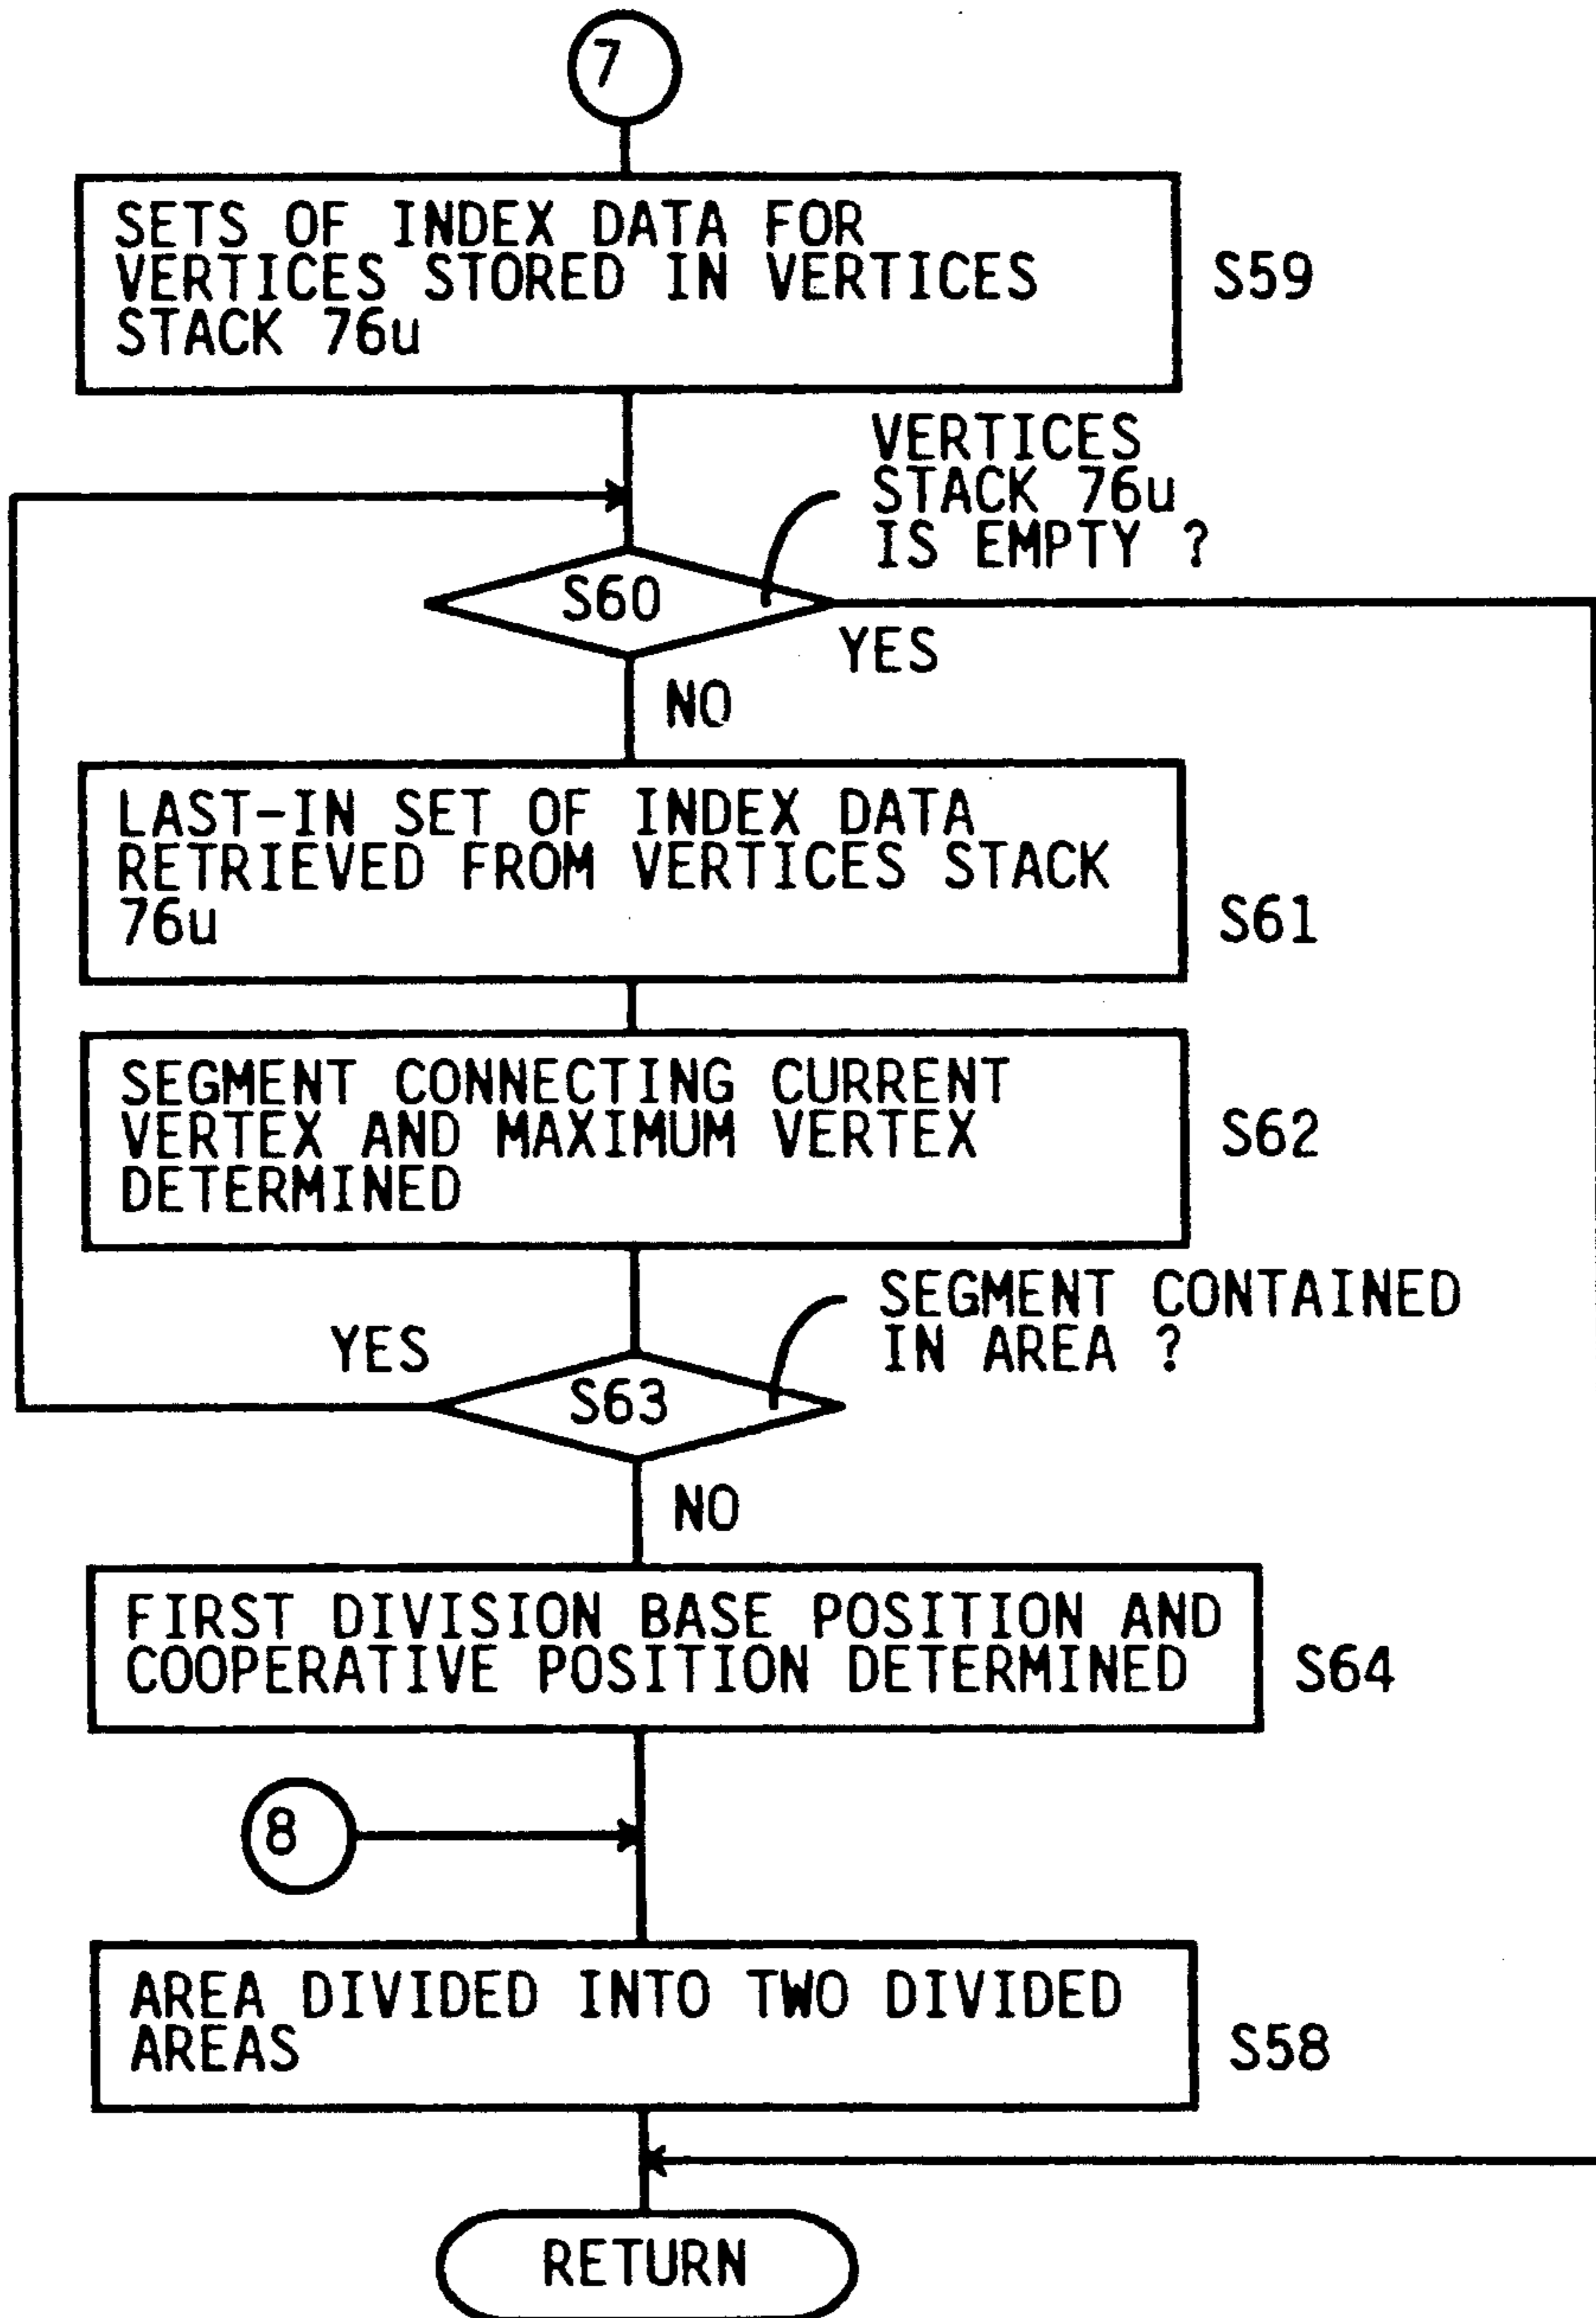 7
SETS OF INDEX DATA FOR
VERTICES STORED IN VERTICES
STACK 76u
S59
VERTICES
STACK 76u
IS EMPTY ?
S60
YES
NO
LAST-IN SET OF INDEX DATA
RETRIEVED FROM VERTICES STACK
76u
S61
SEGMENT CONNECTING CURRENT
VERTEX AND MAXIMUM VERTEX
DETERMINED
S62
SEGMENT CONTAINED
IN AREA ?
YES
S63
NO
FIRST DIVISION BASE POSITION AND
COOPERATIVE POSITION DETERMINED
S64
8
AREA DIVIDED INTO TWO DIVIDED
AREAS
S58
RETURN